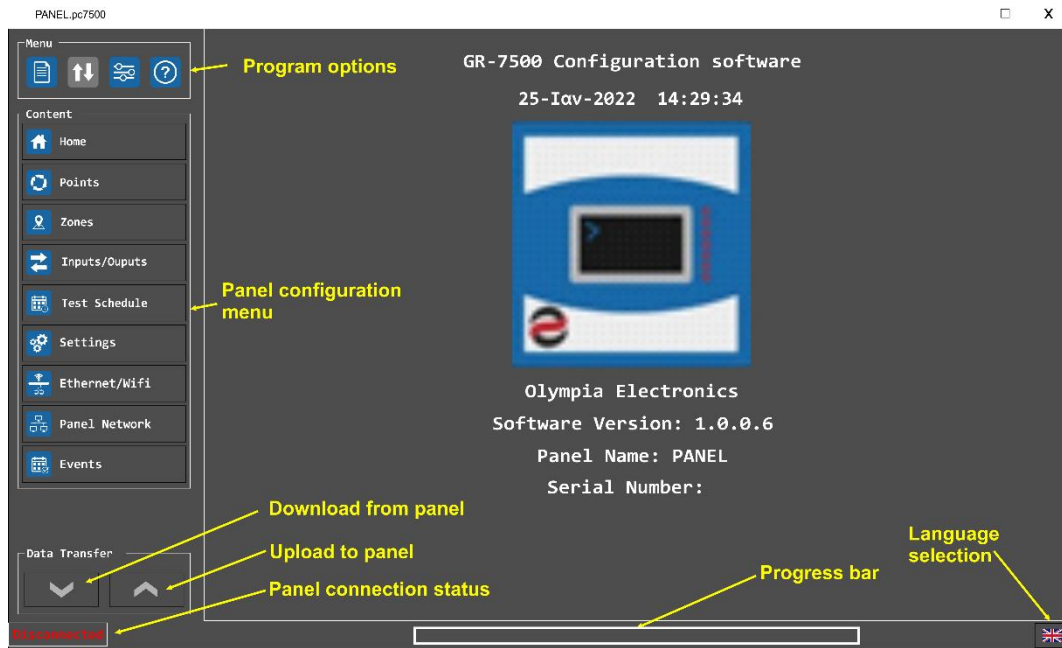 PANEL.pc7500
X
Menu
Program options
Content
Home
Points
Zones
Inputs/Ouputs
Test Schedule
Settings
Ethernet/Wifi
Panel Network
Events
Panel configuration
menu
GR-7500 Configuration software
25-Ιαν-2022 14:29:34
Olympia Electronics
Software Version: 1.0.0.6
Panel Name: PANEL
Serial Number:
Download from panel
Data Transfer
Upload to panel
Panel connection status
Disconnected
Progress bar
Language
selection